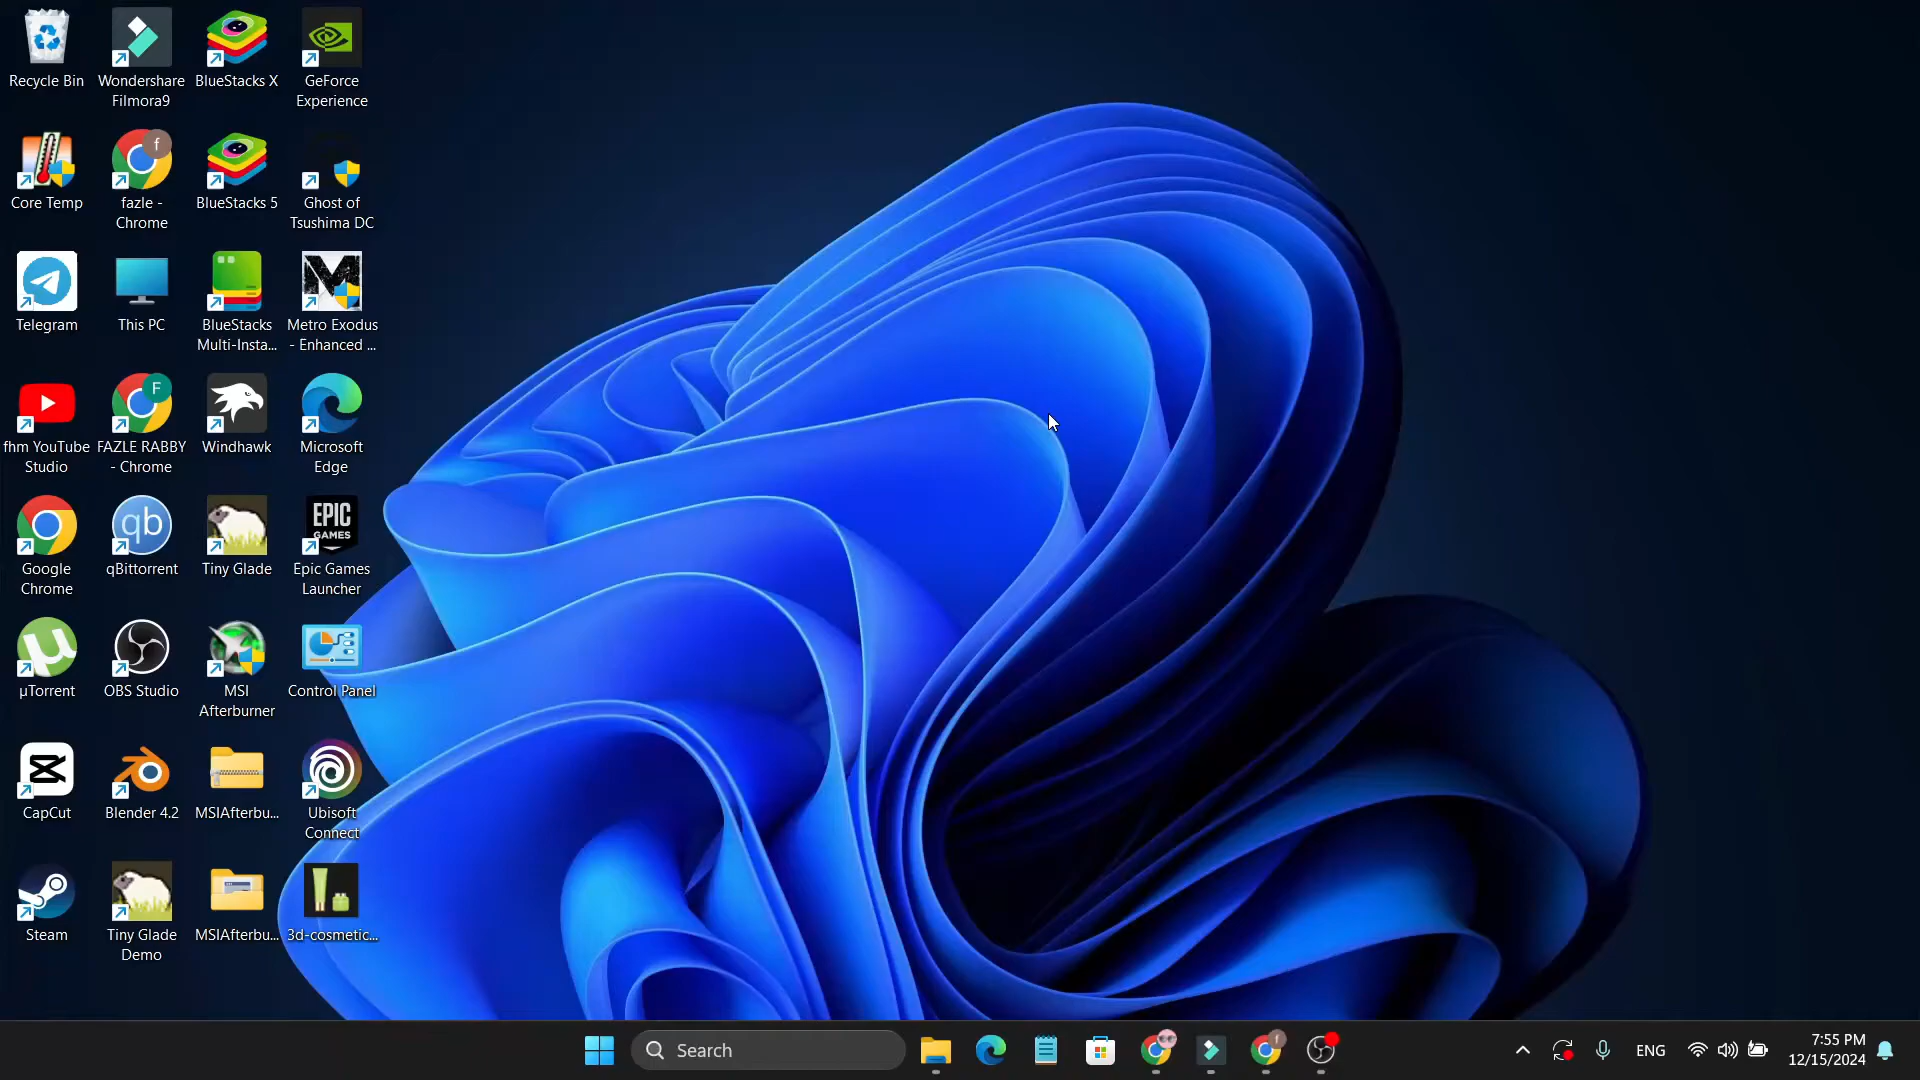 Recycle Bin
Wondershare
Filmora9
BlueStacks X
GeForce
Experience
Core Temp
f
fazle -
Chrome
BlueStacks 5
Ghost of
Tsushima DC
Telegram
This PC
BlueStacks
Multi-Insta...
M
Metro Exodus
- Enhanced ...
fhm YouTube
Studio
F
FAZLE RABBY
- Chrome
Windhawk
Microsoft
Edge
Google
Chrome
qb
qBittorrent
Tiny Glade
EPIC
GAMES
Epic Games
Launcher
µ
µTorrent
OBS Studio
MSI
Afterburner
Control Panel
CapCut
Blender 4.2
MSIAfterbu...
Ubisoft
Connect
Steam
Tiny Glade
Demo
MSIAfterbu...
3d-cosmetic...
Search
f
ENG
7:55 PM
12/15/2024